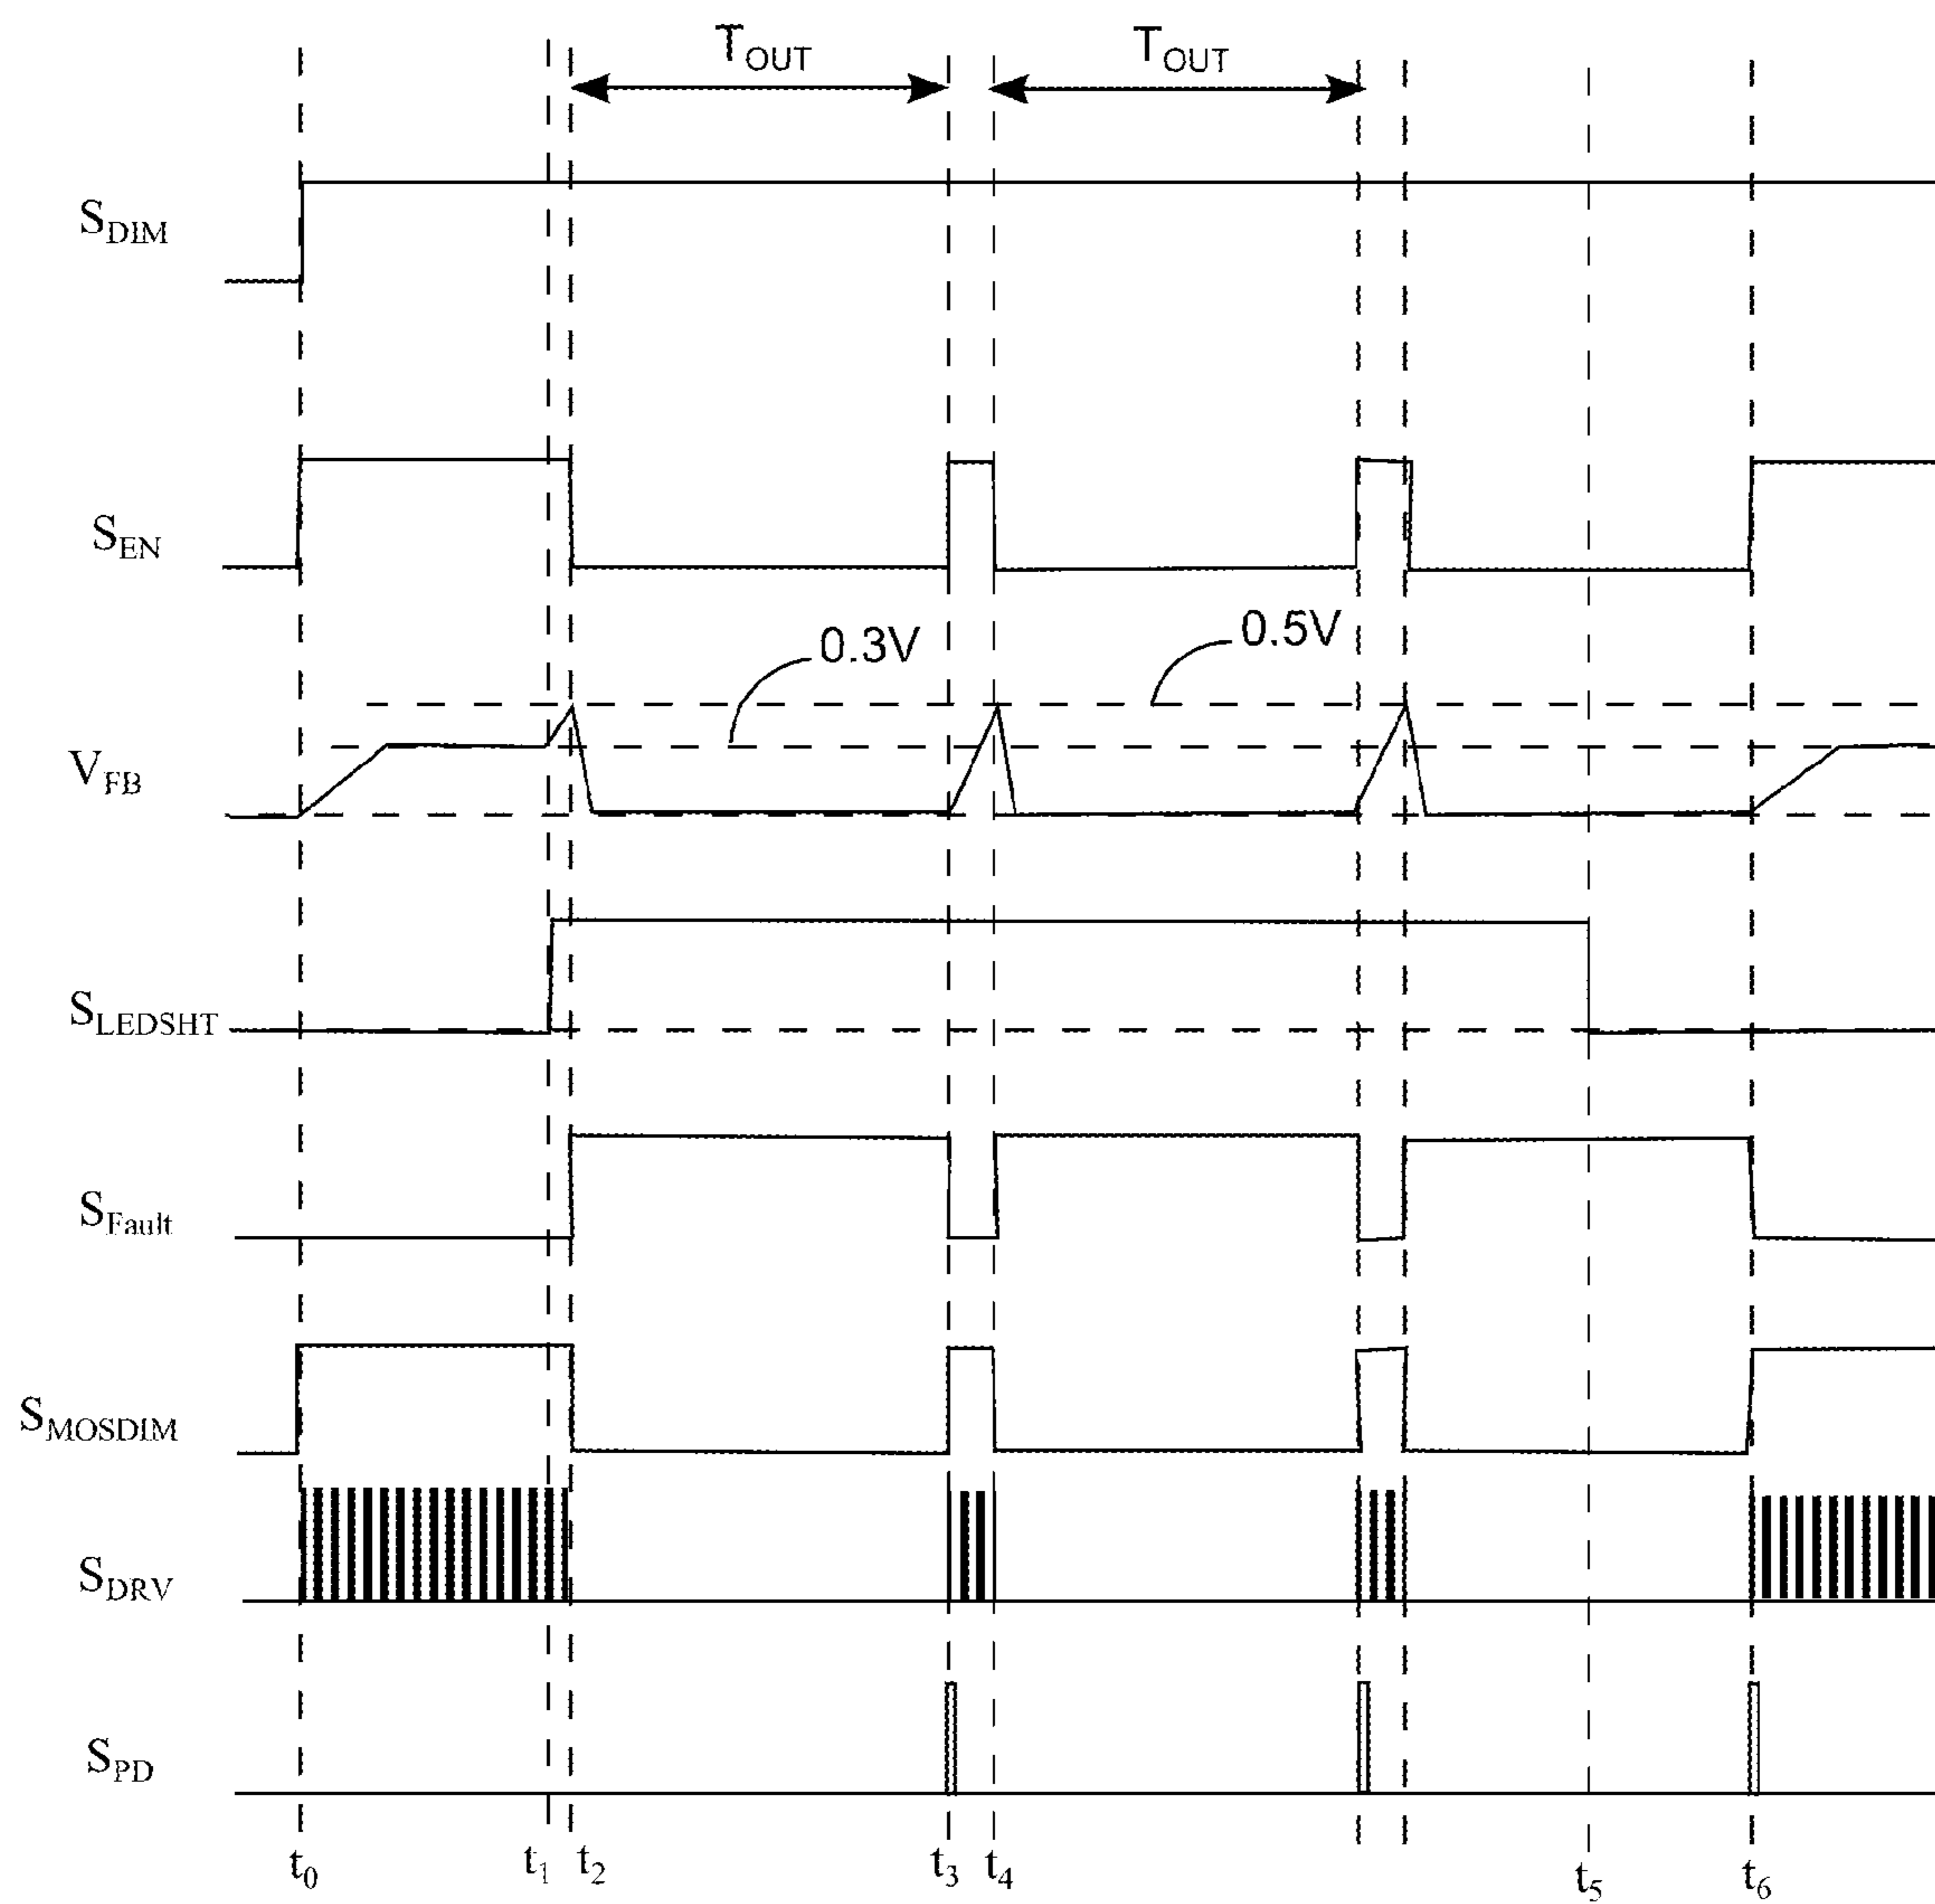 T_OUT T_OUT
S_DIM
S_EN
0.3V 0.5V
V_FB
S_LEDSHT
S_Fault
S_MOSDIM
S_DRV
S_PD
t_0 t_1 t_2 t_3 t_4 t_5 t_6